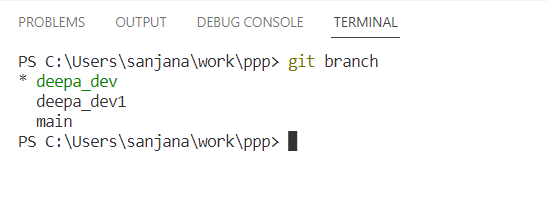 PROBLEMS OUTPUT DEBUG CONSOLE TERMINAL
PS C:\Users\sanjana\work\ppp> git branch
* deepa_dev
  deepa_dev1
  main
PS C:\Users\sanjana\work\ppp>